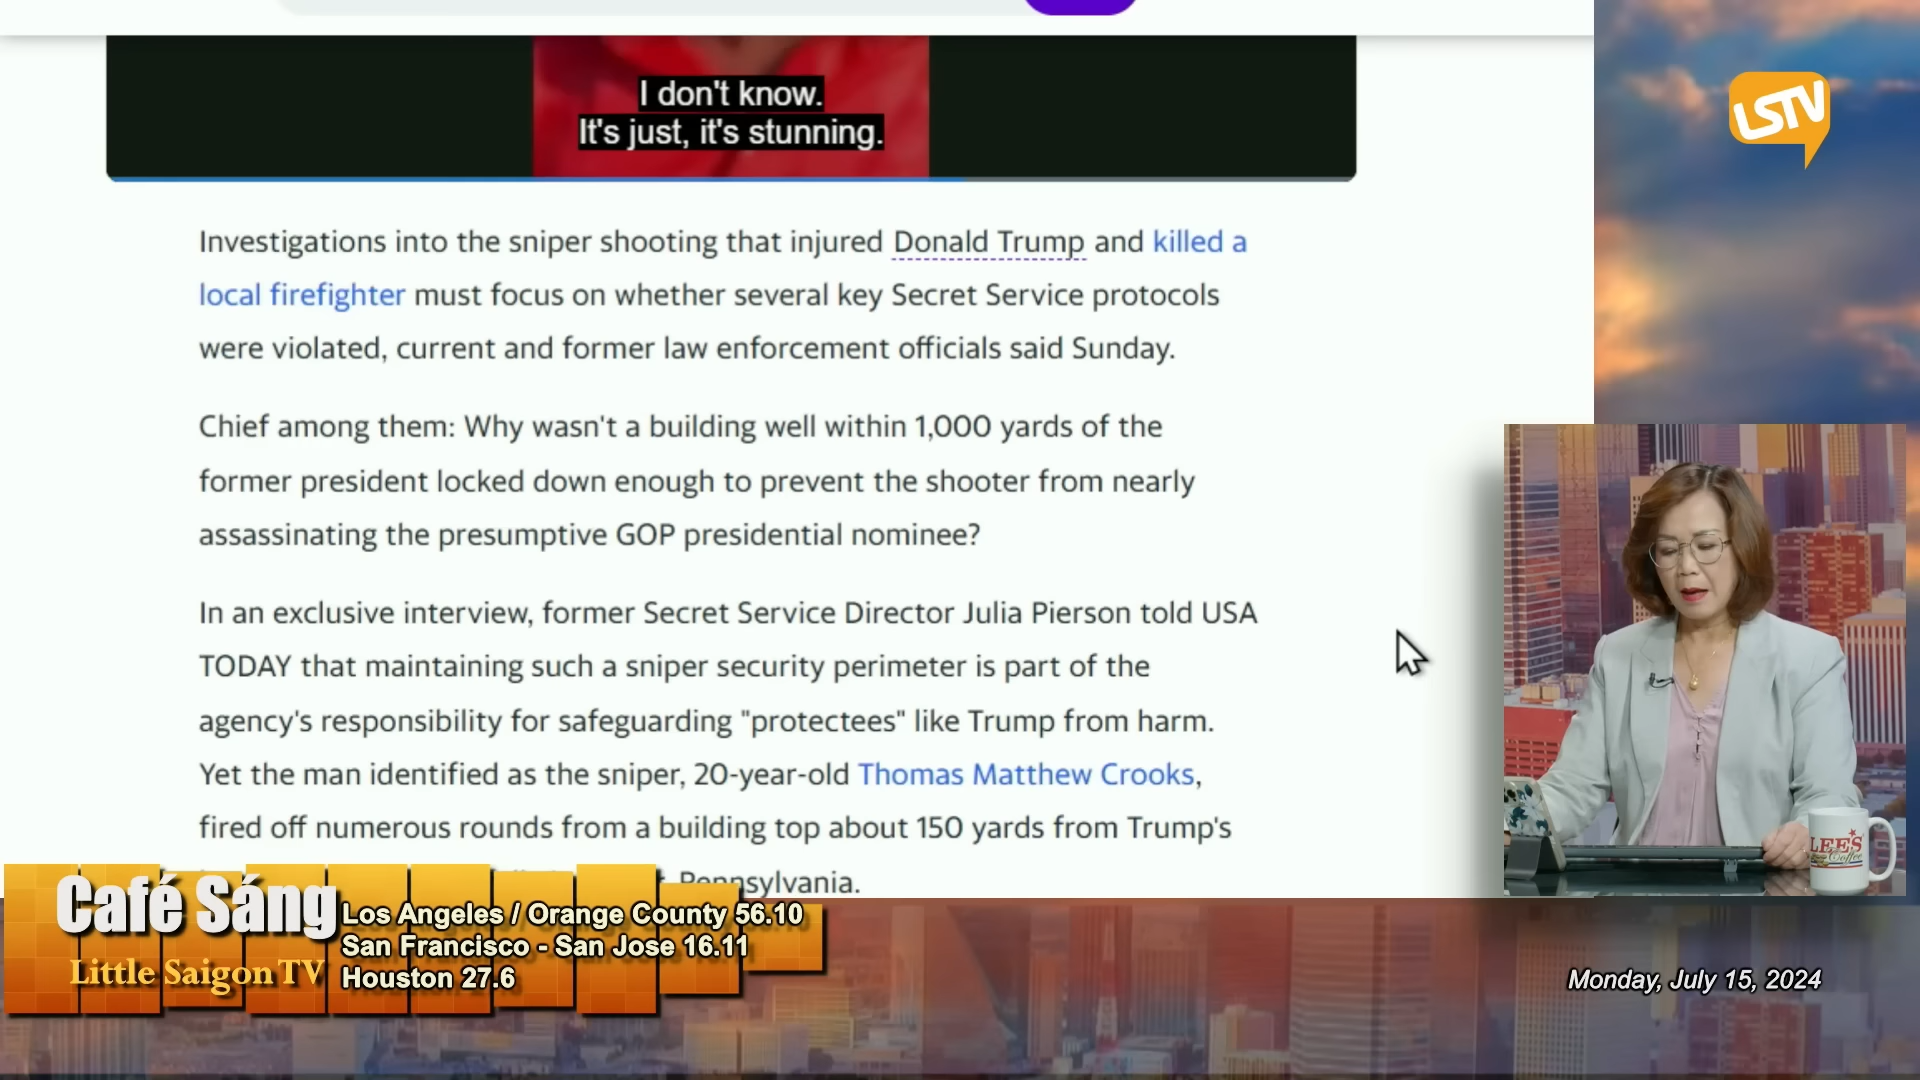 I don't know.
It's just, it's stunning.
LSTV
Investigations into the sniper shooting that injured Donald Trump and killed a
local firefighter must focus on whether several key Secret Service protocols
were violated, current and former law enforcement officials said Sunday.
Chief among them: Why wasn't a building well within 1,000 yards of the
former president locked down enough to prevent the shooter from nearly
assassinating the presumptive GOP presidential nominee?
In an exclusive interview, former Secret Service Director Julia Pierson told USA
TODAY that maintaining such a sniper security perimeter is part of the
agency's responsibility for safeguarding "protectees" like Trump from harm.
Yet the man identified as the sniper, 20-year-old Thomas Matthew Crooks,
fired off numerous rounds from a building top about 150 yards from Trump's
Pennsylvania.
LEE'S
Coffee
Café Sáng
Little Saigon TV
Los Angeles / Orange County 56.10
San Francisco - San Jose 16.11
Houston 27.6
Monday, July 15, 2024